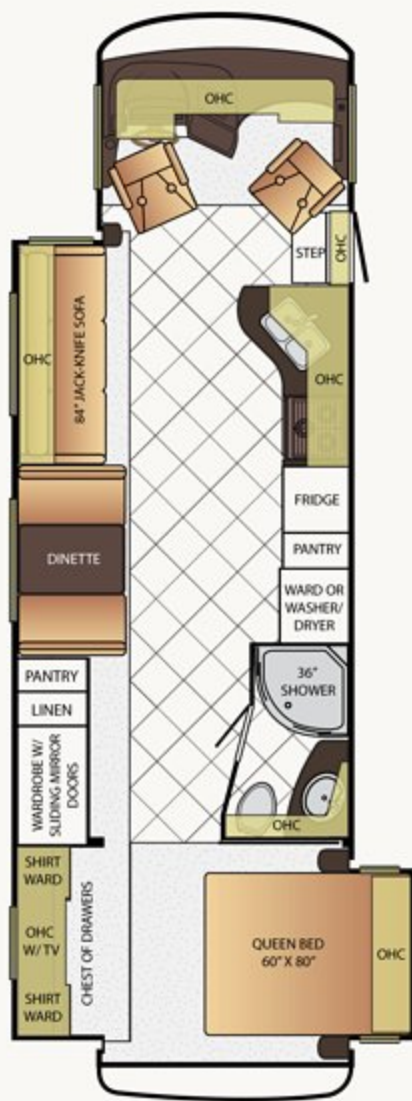 OHC
STEP
OHC
OHC
84" JACK-KNIFE SOFA
OHC
FRIDGE
DINETTE
PANTRY
WARD OR
WASHER/
DRYER
PANTRY
36"
SHOWER
LINEN
WARDROBE W/
SLIDING MIRROR
DOORS
OHC
SHIRT
WARD
OHC
W/ TV
CHEST OF DRAWERS
QUEEN BED
60" X 80"
OHC
SHIRT
WARD